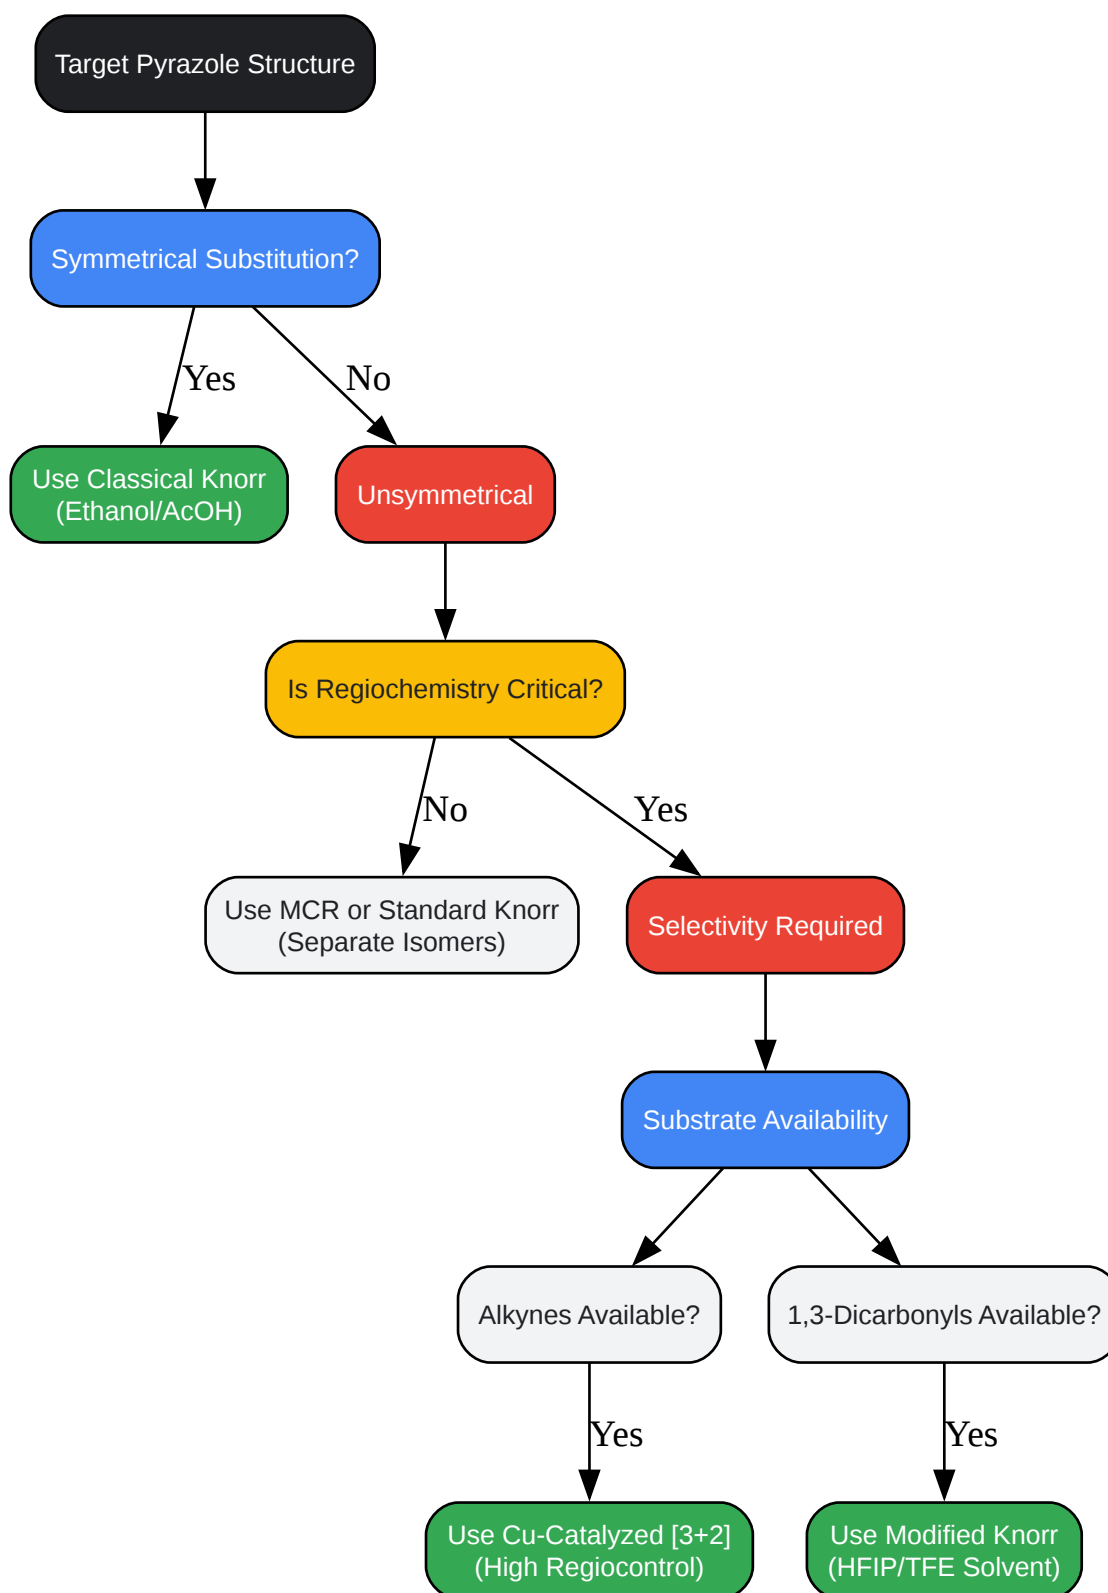 Target Pyrazole Structure
Symmetrical Substitution?
Yes
No
Use Classical Knorr
(Ethanol/AcOH)
Unsymmetrical
Is Regiochemistry Critical?
No
Yes
Use MCR or Standard Knorr
(Separate Isomers)
Selectivity Required
Substrate Availability
Alkynes Available?
1,3-Dicarbonyls Available?
Yes
Yes
Use Cu-Catalyzed [3+2]
(High Regiocontrol)
Use Modified Knorr
(HFIP/TFE Solvent)